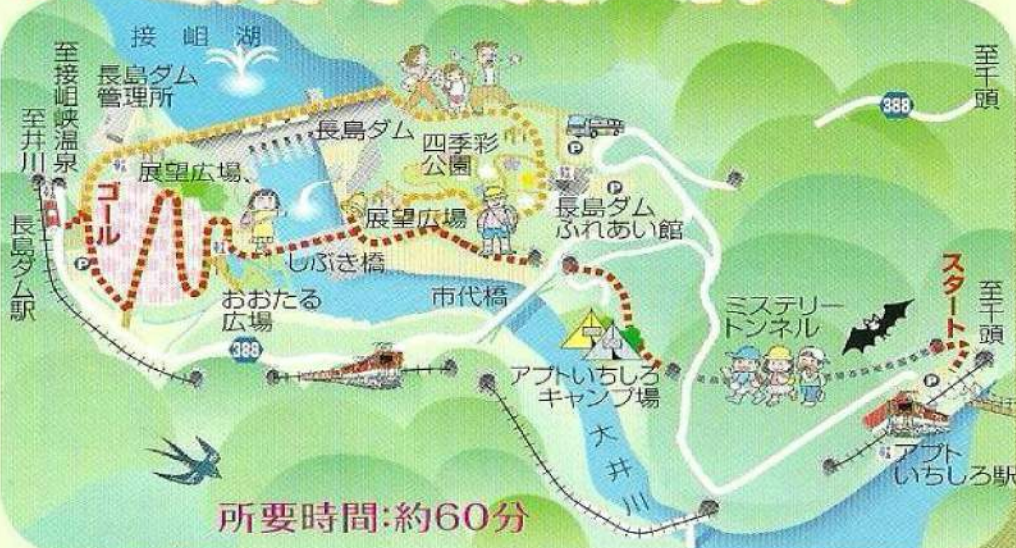 接岨湖
至接岨峡温泉
至井川
長島ダム
管理所
長島ダム
四季彩
公園
至千頭
388
P
展望広場、
展望広場
P
長島ダム
ふれあい館
ゴール
長島ダム駅
P
しぶき橋
おおたる
広場
市代橋
388
アプトいちしろ
キャンプ場
ミステリー
トンネル
スタート
至千頭
P
アプト
いちしろ駅
大井川
所要時間:約60分